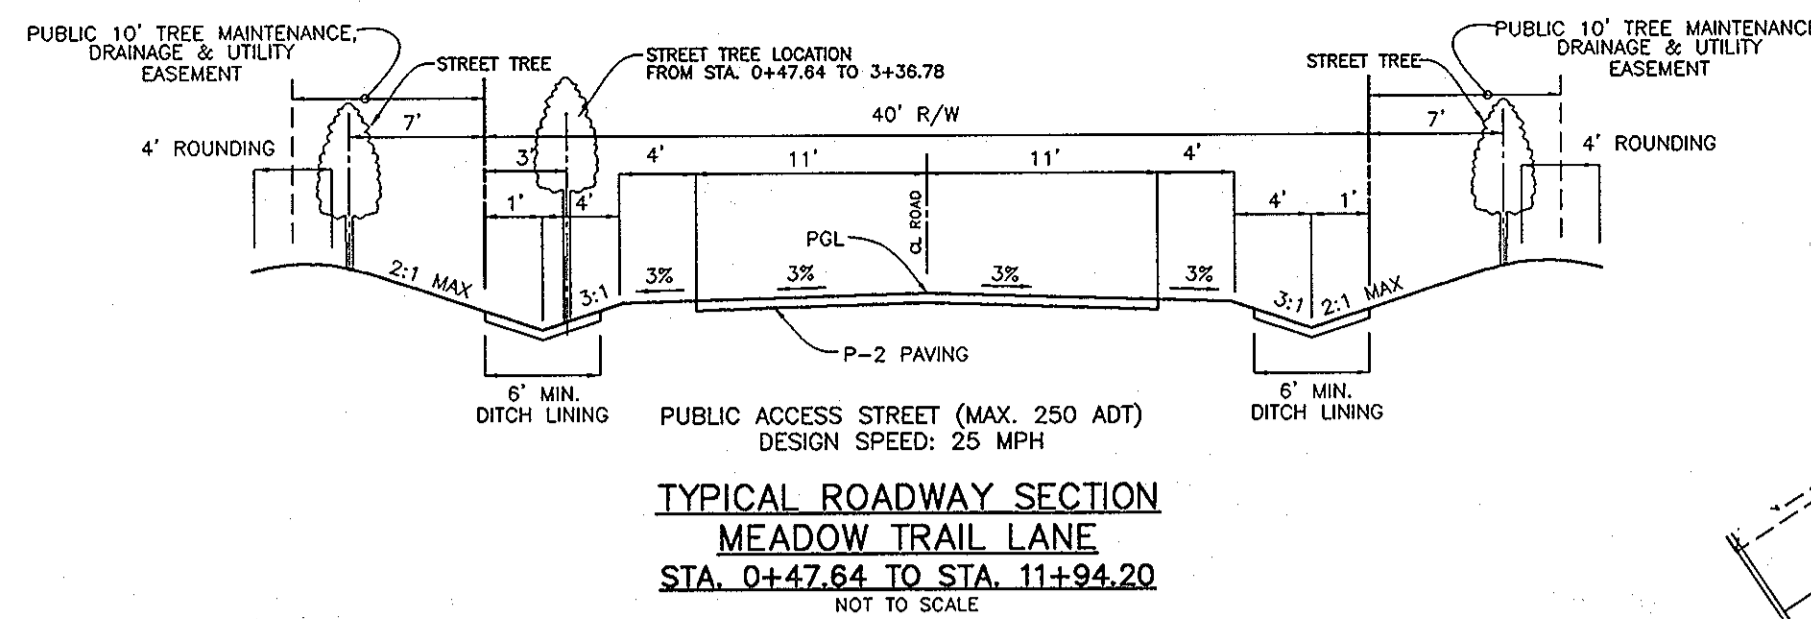 PUBLIC 10' TREE MAINTENANCE,
DRAINAGE & UTILITY
EASEMENT
STREET TREE
STREET TREE LOCATION
FROM STA. 0+47.64 TO 3+36.78
STREET TREE
PUBLIC 10' TREE MAINTENANCE
DRAINAGE & UTILITY
EASEMENT
7'
40' R/W
7'
4' ROUNDING
3'
4'
11'
11'
4'
4' ROUNDING
1'
4'
4'
1'
CL ROAD
PGL
2:1 MAX
3:1
3%
3%
3%
3%
3:1
2:1 MAX
P-2 PAVING
6' MIN.
DITCH LINING
6' MIN.
DITCH LINING
PUBLIC ACCESS STREET (MAX. 250 ADT)
DESIGN SPEED: 25 MPH
TYPICAL ROADWAY SECTION
MEADOW TRAIL LANE
STA. 0+47.64 TO STA. 11+94.20
NOT TO SCALE